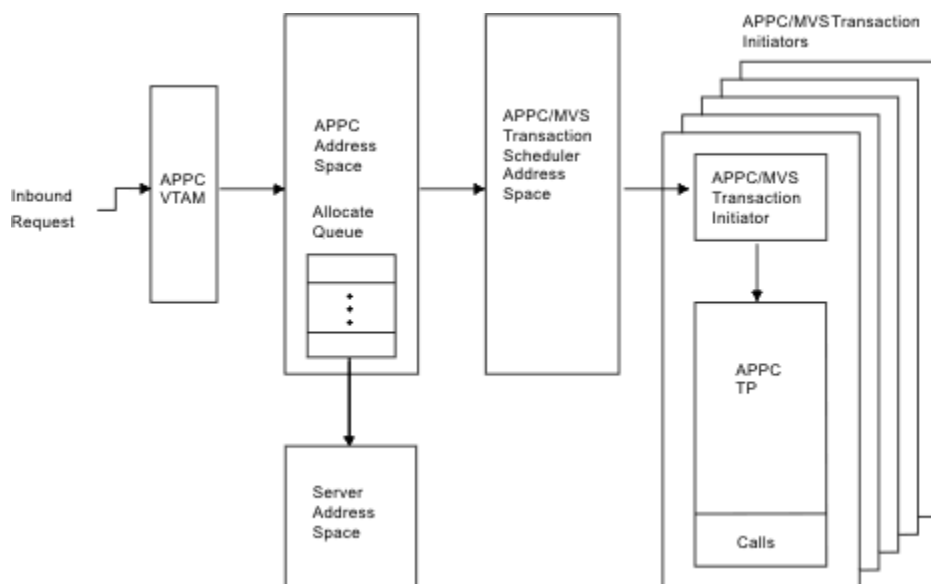 Inbound
Request
APPC
VTAM
APPC
Address
Space
Allocate
Queue
Server
Address
Space
APPC/MVS
Transaction
Scheduler
Address
Space
APPC/MVS Transaction
Initiators
APPC/MVS
Transaction
Initiator
APPC
TP
Calls